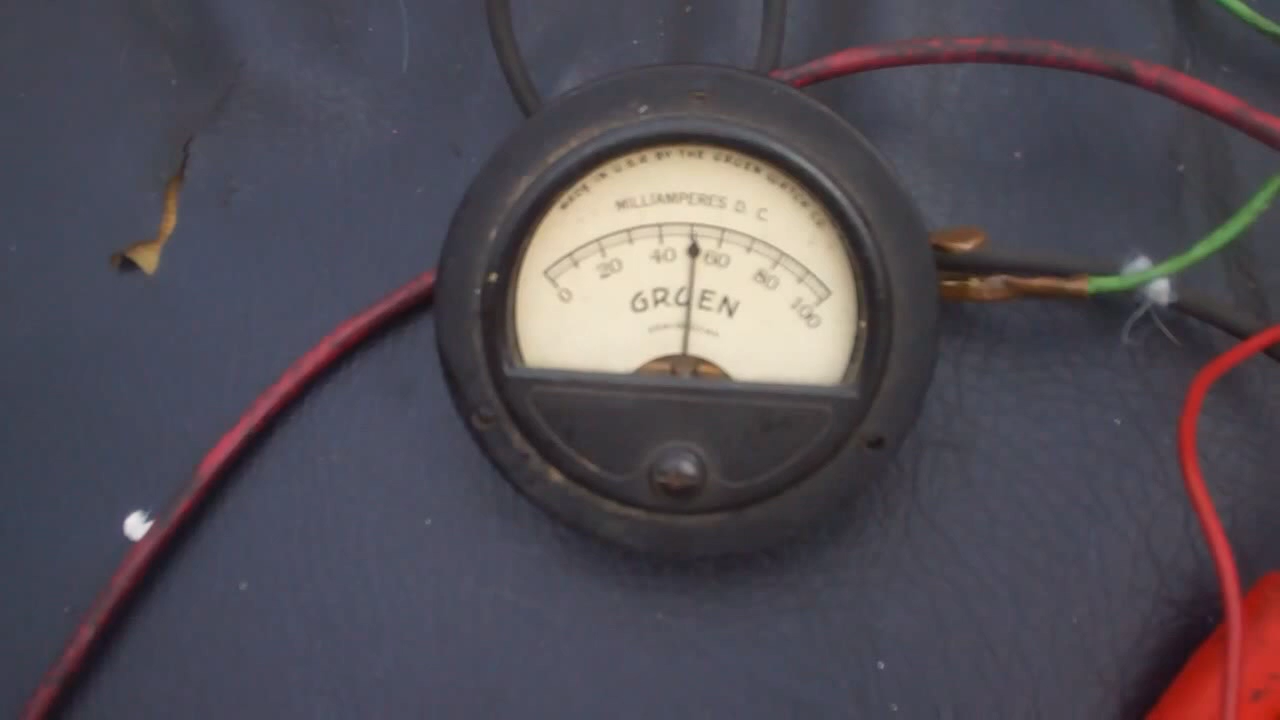 MADE IN U.S.A. BY THE GRUEN WATCH CO.
MILLIAMPERES D. C.
0 20 40 60 80 100
GRUEN